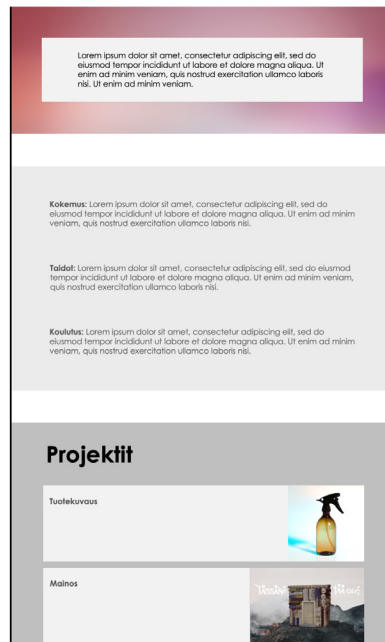 Lorem ipsum dolor sit amet, consectetur adipiscing elit, sed do
eiusmod tempor incididunt ut labore et dolore magna aliqua. Ut
enim ad minim veniam, quis nostrud exercitation ullamco laboris
nisi. Ut enim ad minim veniam.
Kokemus: Lorem ipsum dolor sit amet, consectetur adipiscing elit, sed do
eiusmod tempor incididunt ut labore et dolore magna aliqua. Ut enim ad minim
veniam, quis nostrud exercitation ullamco laboris nisi.
Taidot: Lorem ipsum dolor sit amet, consectetur adipiscing elit, sed do eiusmod
tempor incididunt ut labore et dolore magna aliqua. Ut enim ad minim veniam,
quis nostrud exercitation ullamco laboris nisi.
Koulutus: Lorem ipsum dolor sit amet, consectetur adipiscing elit, sed do
eiusmod tempor incididunt ut labore et dolore magna aliqua. Ut enim ad minim
veniam, quis nostrud exercitation ullamco laboris nisi.
Projektit
Tuotekuvaus
Mainos